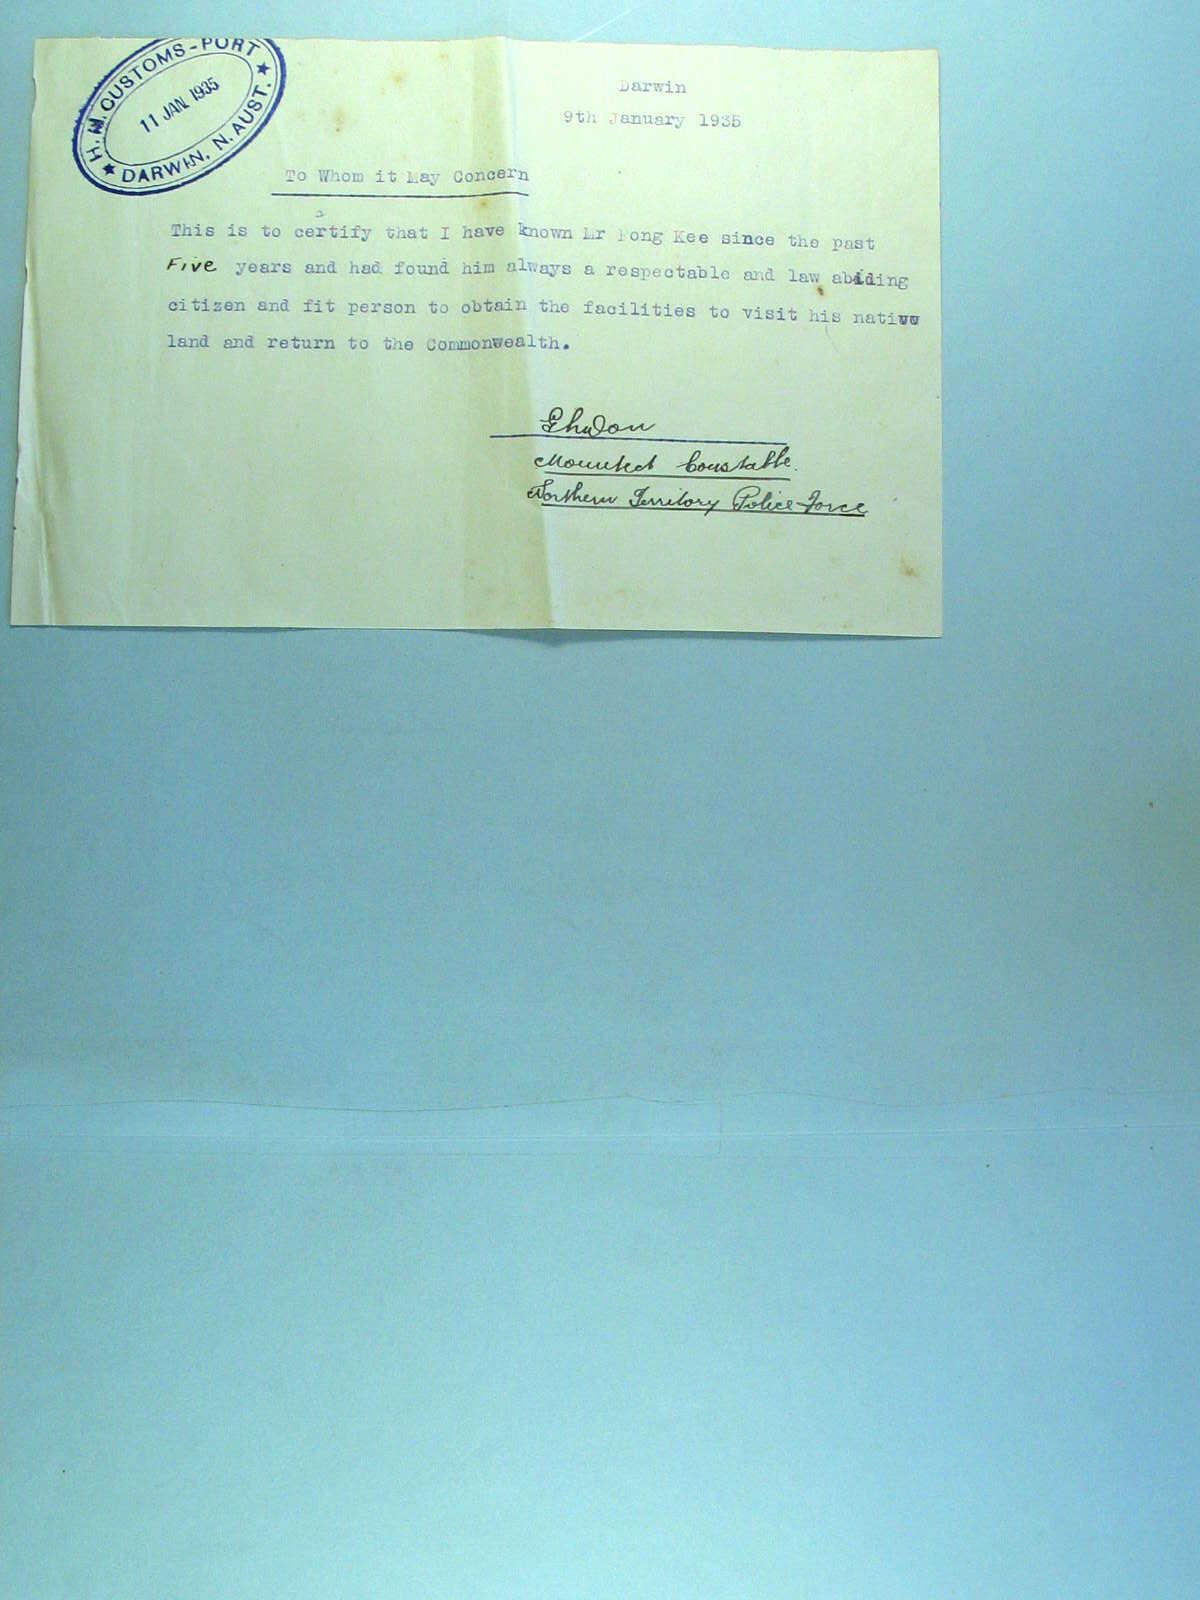 H.M. CUSTOMS-PORT
11 JAN. 1935
★ DARWIN, N. AUST. ★
Darwin
9th January 1935
To Whom it May Concern
This is to certify that I have known Mr Fong Kee since the past
Five years and had found him always a respectable and law abiding
citizen and fit person to obtain the facilities to visit his native
land and return to the Commonwealth.
Mounted Constable.
Northern Territory Police Force